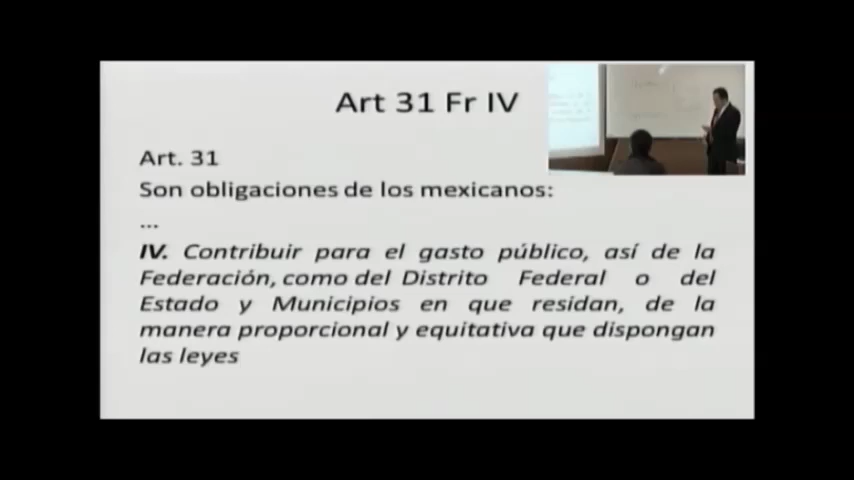 Art 31 Fr IV
Art. 31
Son obligaciones de los mexicanos:
...
IV. Contribuir para el gasto público, así de la
Federación, como del Distrito Federal o del
Estado y Municipios en que residan, de la
manera proporcional y equitativa que dispongan
las leyes